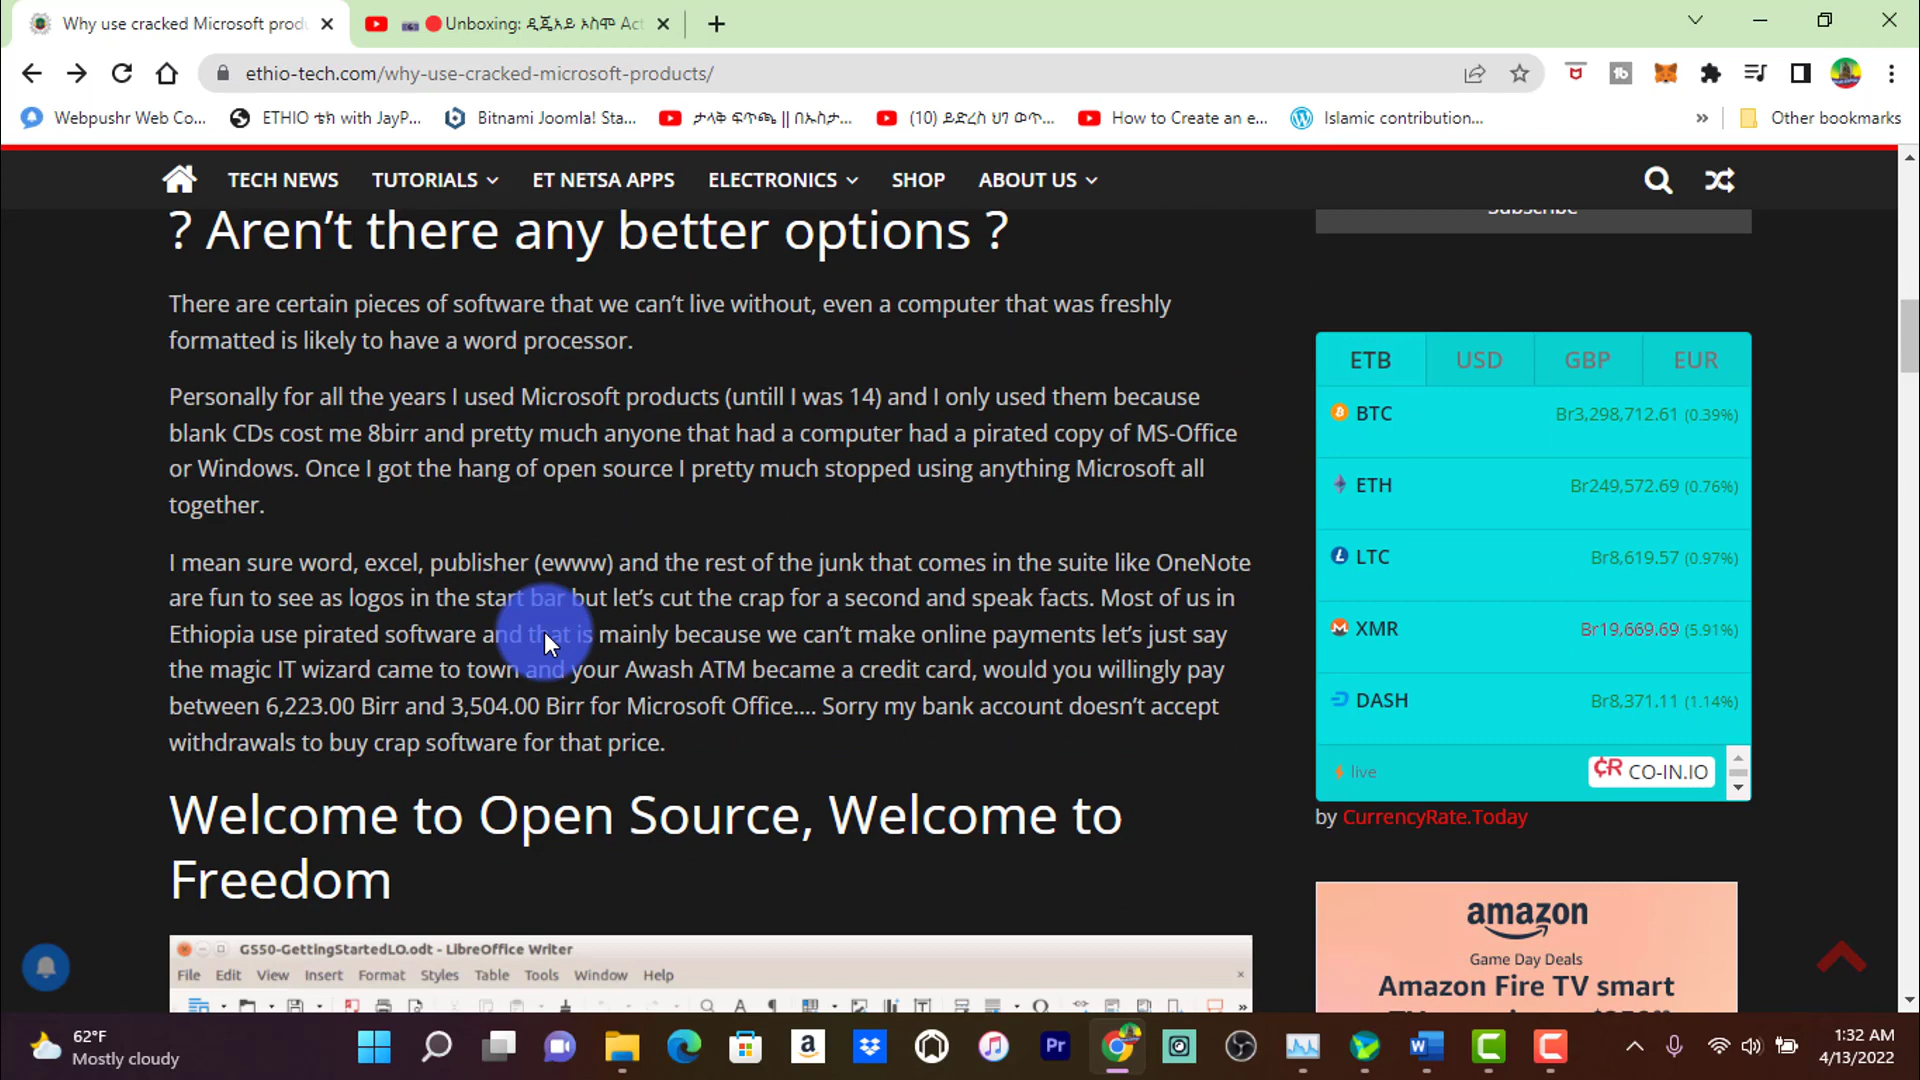 Why use cracked Microsoft prod
Unbox​ing: ዲጄአይ ኦስሞ Act
ethio-tech.com/why-use-cracked-microsoft-products/
Webpushr Web Co...
ETHIO ቴክ with JayP...
Bitnami Joomla! Sta...
ታላቅ ፍጥጫ || በኡስታ...
(10) ይድረስ ህገ ወጥ...
How to Create an e...
Islamic contribution...
»
Other bookmarks
TECH NEWS
TUTORIALS
ET NETSA APPS
ELECTRONICS
SHOP
ABOUT US
? Aren't there any better options ?
There are certain pieces of software that we can't live without, even a computer that was freshly
formatted is likely to have a word processor.
Personally for all the years I used Microsoft products (untill I was 14) and I only used them because
blank CDs cost me 8birr and pretty much anyone that had a computer had a pirated copy of MS-Office
or Windows. Once I got the hang of open source I pretty much stopped using anything Microsoft all
together.
I mean sure word, excel, publisher (ewww) and the rest of the junk that comes in the suite like OneNote
are fun to see as logos in the start bar but let's cut the crap for a second and speak facts. Most of us in
Ethiopia use pirated software and that is mainly because we can't make online payments let's just say
the magic IT wizard came to town and your Awash ATM became a credit card, would you willingly pay
between 6,223.00 Birr and 3,504.00 Birr for Microsoft Office.... Sorry my bank account doesn't accept
withdrawals to buy crap software for that price.
Welcome to Open Source, Welcome to
Freedom
GS50-GettingStartedLO.odt - LibreOffice Writer
File Edit View Insert Format Styles Table Tools Window Help
Subscribe
ETB USD GBP EUR
BTC Br3,298,712.61 (0.39%)
ETH Br249,572.69 (0.76%)
LTC Br8,619.57 (0.97%)
XMR Br19,669.69 (5.91%)
DASH Br8,371.11 (1.14%)
live CO-IN.IO
by CurrencyRate.Today
amazon
Game Day Deals
Amazon Fire TV smart
62°F
Mostly cloudy
Pr
1:32 AM
4/13/2022